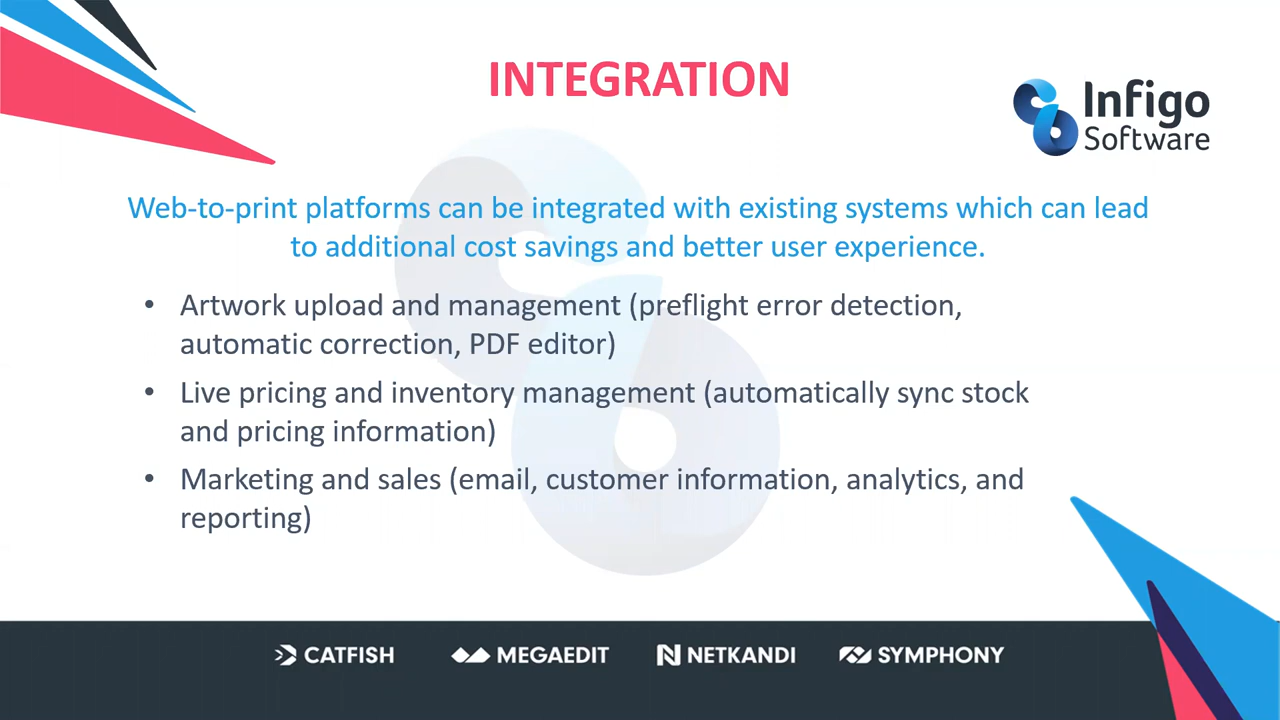 INTEGRATION
Infigo
Software
Web-to-print platforms can be integrated with existing systems which can lead
to additional cost savings and better user experience.
• Artwork upload and management (preflight error detection,
automatic correction, PDF editor)
• Live pricing and inventory management (automatically sync stock
and pricing information)
• Marketing and sales (email, customer information, analytics, and
reporting)
CATFISH MEGAEDIT NETKANDI SYMPHONY